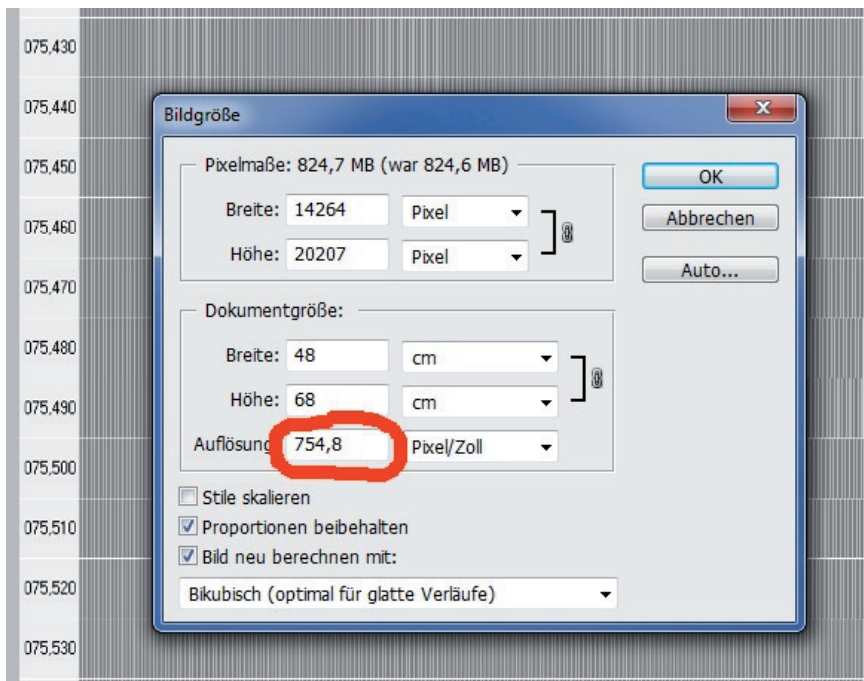 075,430
075,440
075,450
075,460
075,470
075,480
075,490
075,500
075,510
075,520
075,530
Bildgröße
Pixelmaße: 824,7 MB (war 824,6 MB)
Breite: 14264 Pixel
Höhe: 20207 Pixel
Dokumentgröße:
Breite: 48 cm
Höhe: 68 cm
Auflösung 754,8 Pixel/Zoll
Stile skalieren
Proportionen beibehalten
Bild neu berechnen mit:
Bikubisch (optimal für glatte Verläufe)
OK
Abbrechen
Auto...